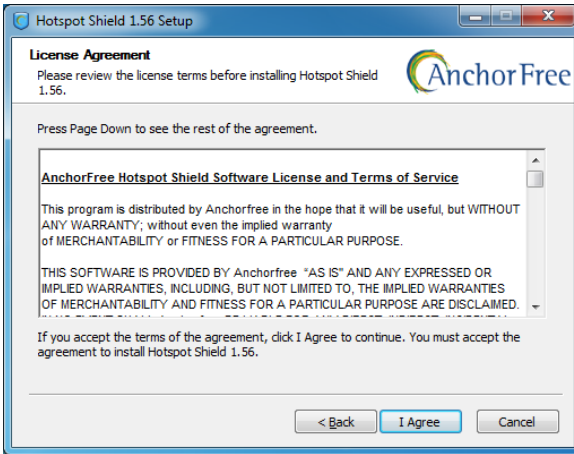 Hotspot Shield 1.56 Setup
License Agreement
Please review the license terms before installing Hotspot Shield
1.56.
AnchorFree
Press Page Down to see the rest of the agreement.
AnchorFree Hotspot Shield Software License and Terms of Service
This program is distributed by Anchorfree in the hope that it will be useful, but WITHOUT
ANY WARRANTY; without even the implied warranty
of MERCHANTABILITY or FITNESS FOR A PARTICULAR PURPOSE.
THIS SOFTWARE IS PROVIDED BY Anchorfree “AS IS” AND ANY EXPRESSED OR
IMPLIED WARRANTIES, INCLUDING, BUT NOT LIMITED TO, THE IMPLIED WARRANTIES
OF MERCHANTABILITY AND FITNESS FOR A PARTICULAR PURPOSE ARE DISCLAIMED.
If you accept the terms of the agreement, click I Agree to continue. You must accept the
agreement to install Hotspot Shield 1.56.
< Back
I Agree
Cancel